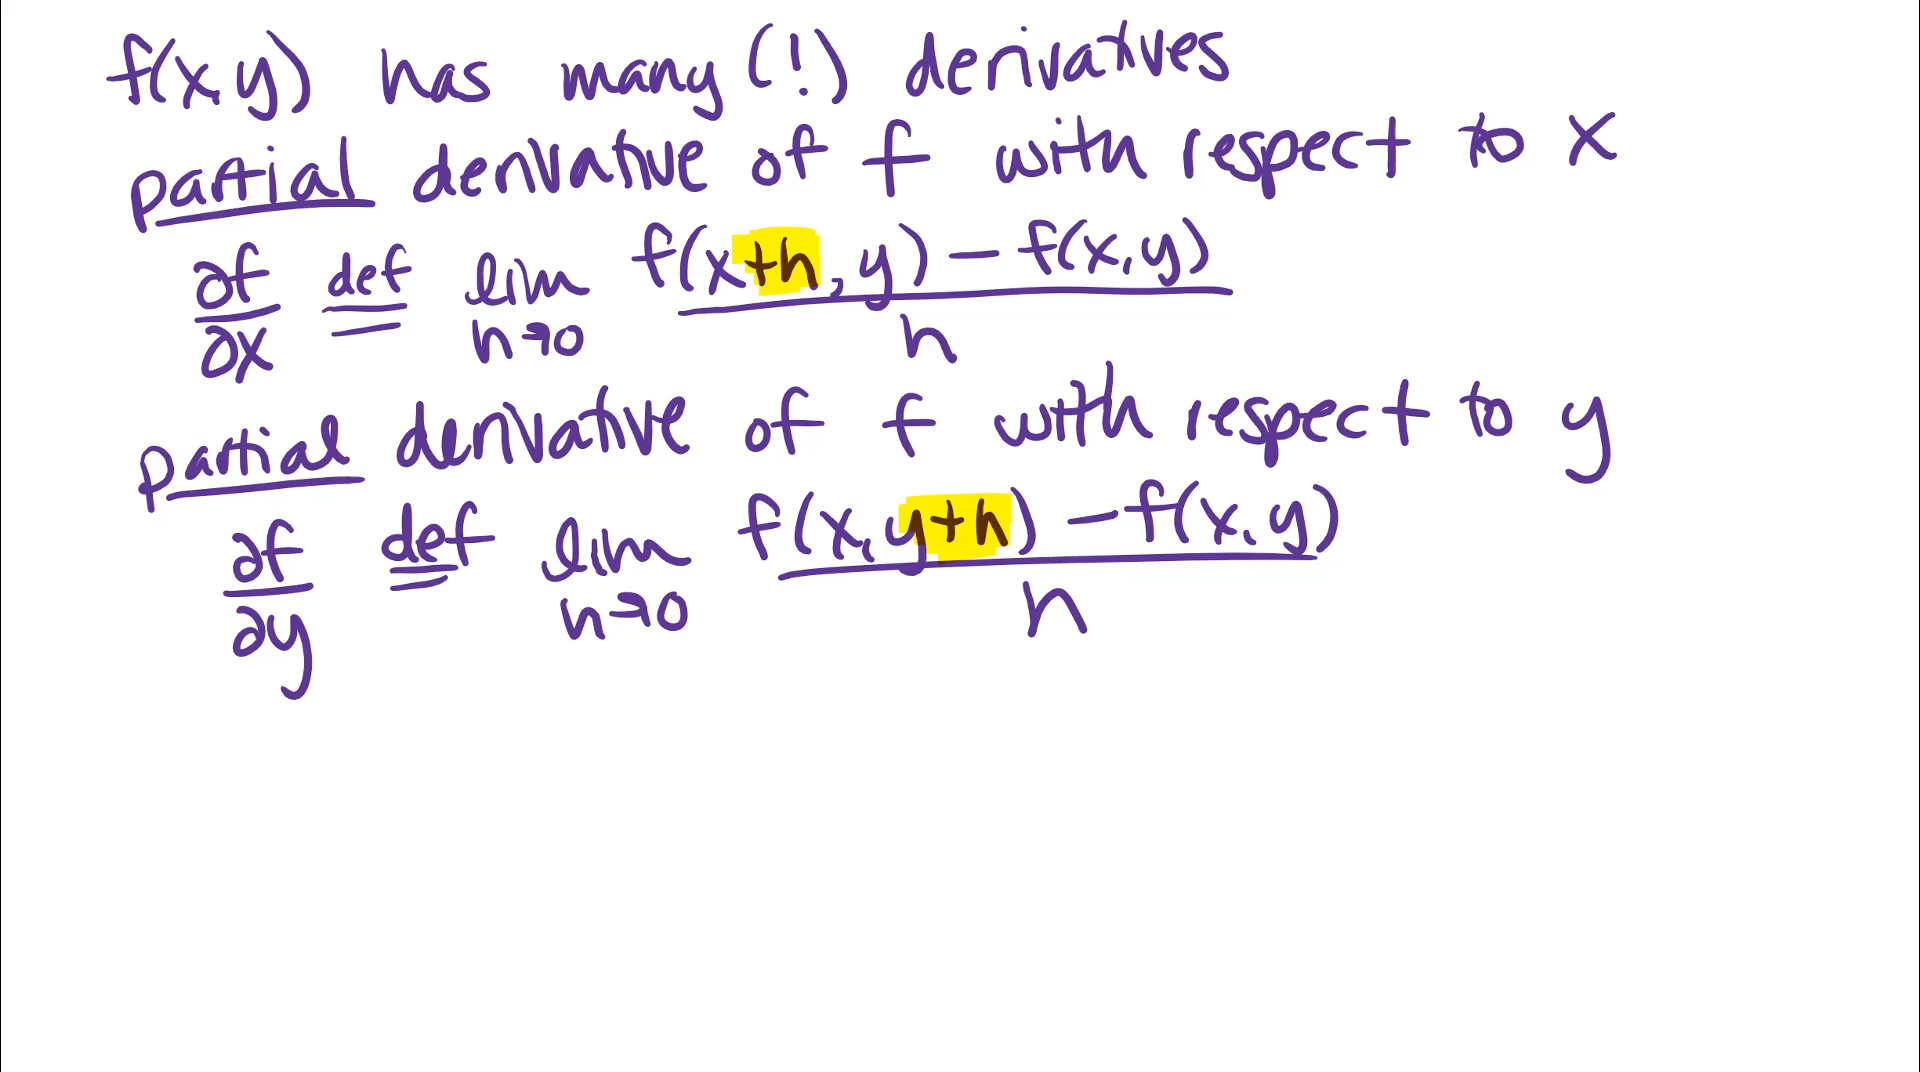 f(x,y) has many (!) derivatives
partial derivative of f with respect to x
∂f/∂x def= lim h→0 (f(x+h, y) − f(x,y))/h
partial derivative of f with respect to y
∂f/∂y def= lim h→0 (f(x,y+h) − f(x,y))/h